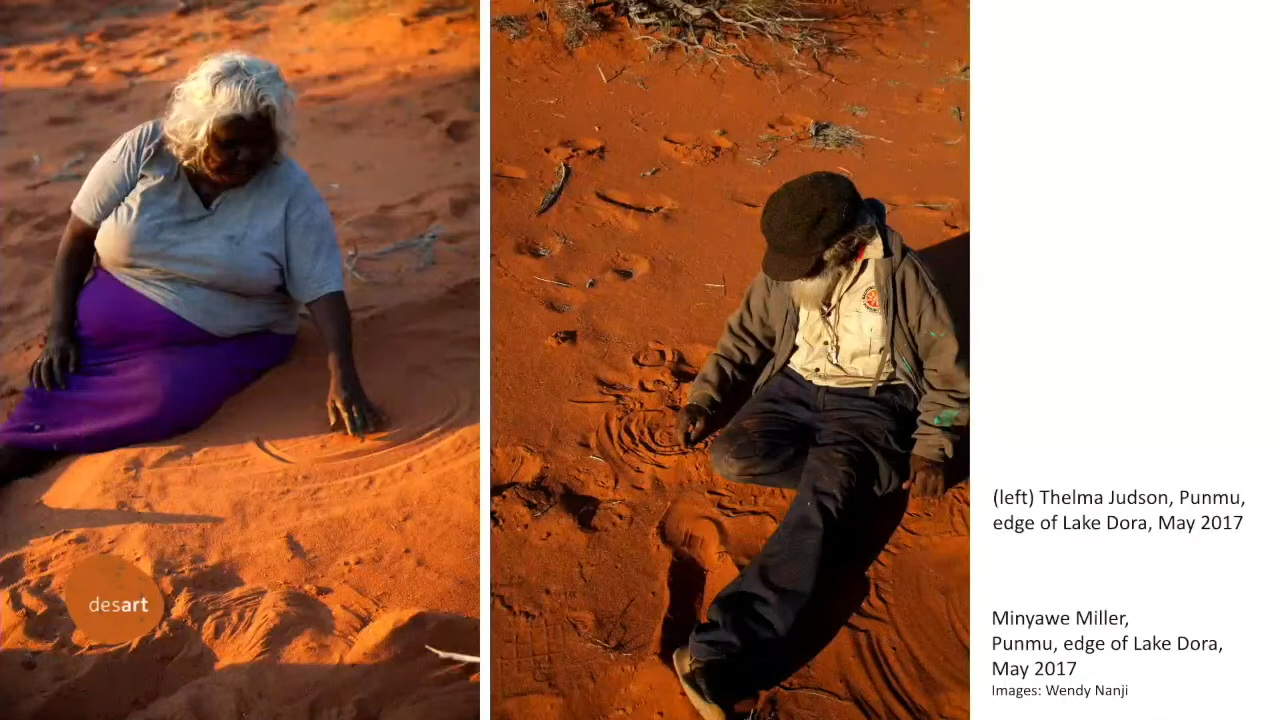 desart
(left) Thelma Judson, Punmu,
edge of Lake Dora, May 2017
Minyawe Miller,
Punmu, edge of Lake Dora,
May 2017
Images: Wendy Nanji